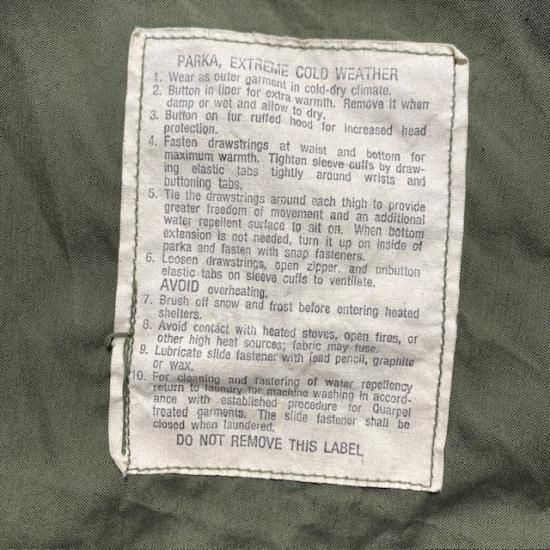 PARKA, EXTREME COLD WEATHER
1. Wear as outer garment in cold-dry climate.
2. Button in liner for extra warmth. Remove it when
damp or wet and allow to dry.
3. Button on fur ruffed hood for increased head
protection.
4. Fasten drawstrings at waist and bottom for
maximum warmth. Tighten sleeve cuffs by draw-
ing elastic tabs tightly around wrists and
buttoning tabs.
5. Tie the drawstrings around each thigh to provide
greater freedom of movement and an additional
water repellent surface to sit on. When bottom
extension is not needed, turn it up on inside of
parka and fasten with snap fasteners.
6. Loosen drawstrings, open zipper, and unbutton
elastic tabs on sleeve cuffs to ventilate.
AVOID overheating.
7. Brush off snow and frost before entering heated
shelters.
8. Avoid contact with heated stoves, open fires, or
other high heat sources; fabric may fuse.
9. Lubricate slide fastener with lead pencil, graphite
or wax.
10. For cleaning and restoring of water repellency
return to laundry for machine washing in accord-
ance with established procedure for Quarpel
treated garments. The slide fastener shall be
closed when laundered.
DO NOT REMOVE THIS LABEL